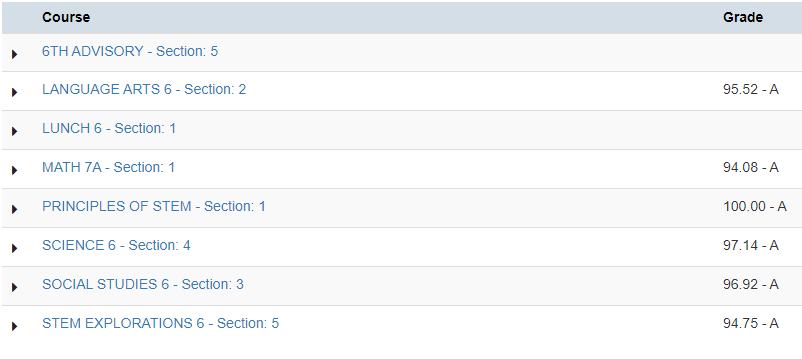 Course Grade
6TH ADVISORY - Section: 5
LANGUAGE ARTS 6 - Section: 2 95.52 - A
LUNCH 6 - Section: 1
MATH 7A - Section: 1 94.08 - A
PRINCIPLES OF STEM - Section: 1 100.00 - A
SCIENCE 6 - Section: 4 97.14 - A
SOCIAL STUDIES 6 - Section: 3 96.92 - A
STEM EXPLORATIONS 6 - Section: 5 94.75 - A